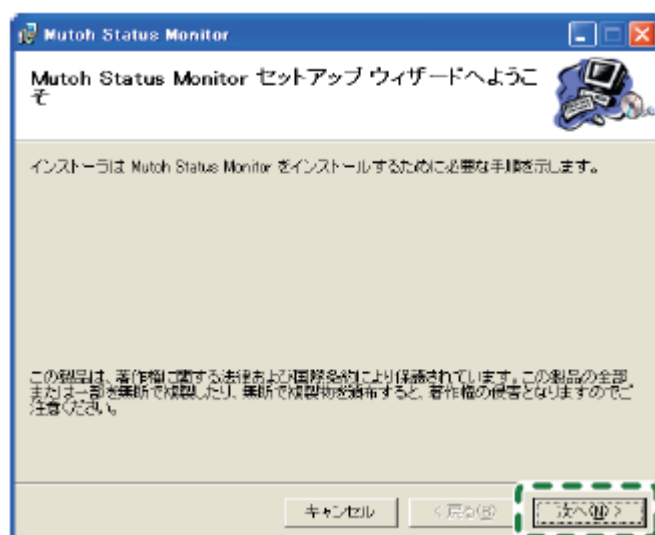 Mutoh Status Monitor
Mutoh Status Monitor セットアップ ウィザードへようこ
そ
インストーラは Mutoh Status Monitor をインストールするために必要な手順を示します。
この製品は、著作権に関する法律および国際条約により保護されています。この製品の全部
または一部を無断で複製したり、無断で複製物を頒布すると、著作権の侵害となりますのでご
注意ください。
キャンセル
< 戻る(B)
次へ(N) >